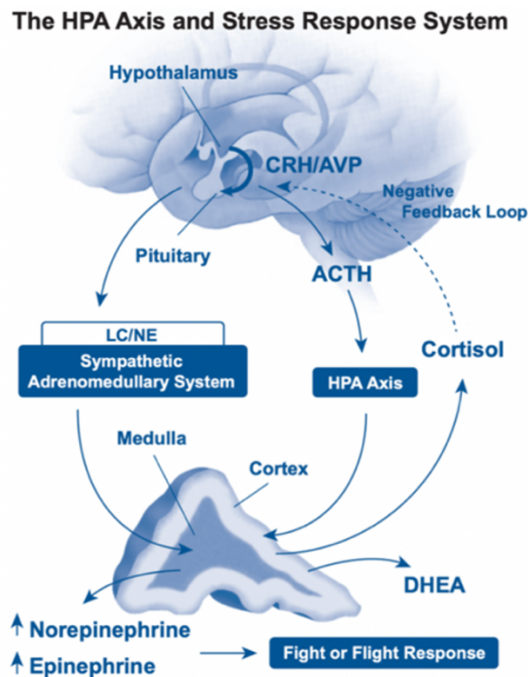 The HPA Axis and Stress Response System
Hypothalamus
CRH/AVP
Negative
Feedback Loop
Pituitary
ACTH
LC/NE
Sympathetic
Adrenomedullary System
HPA Axis
Cortisol
Medulla
Cortex
DHEA
Norepinephrine
Epinephrine
Fight or Flight Response